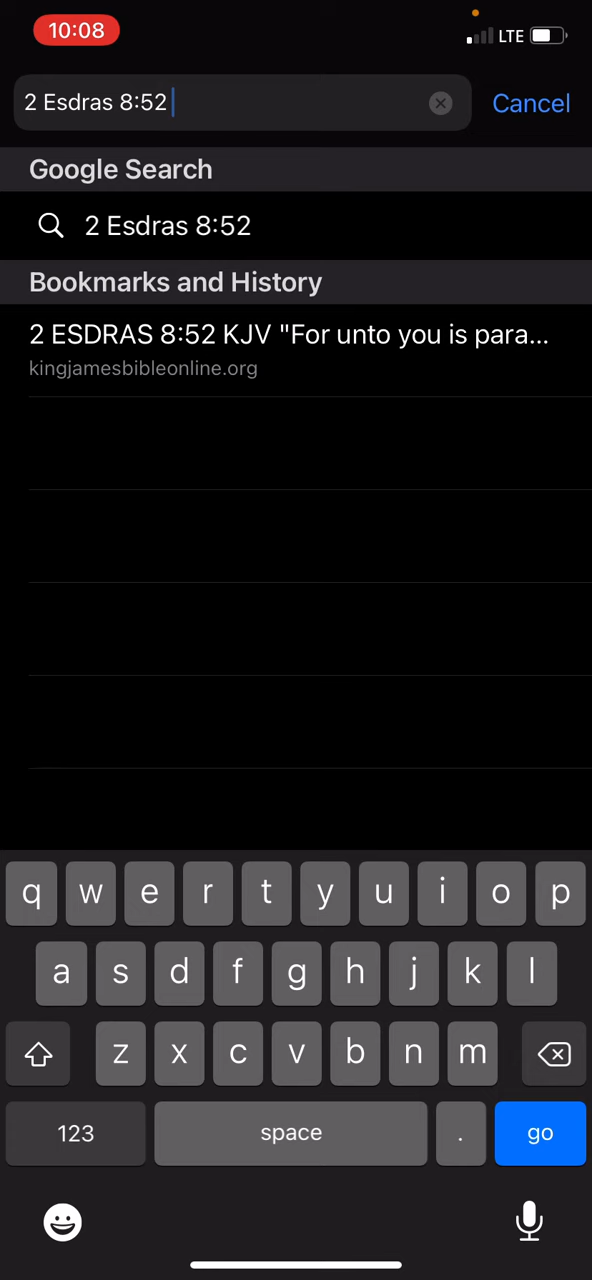 10:08
LTE
2 Esdras 8:52
Cancel
Google Search
2 Esdras 8:52
Bookmarks and History
2 ESDRAS 8:52 KJV "For unto you is para...
kingjamesbibleonline.org
q w e r t y u i o p
a s d f g h j k l
z x c v b n m
123 space . go